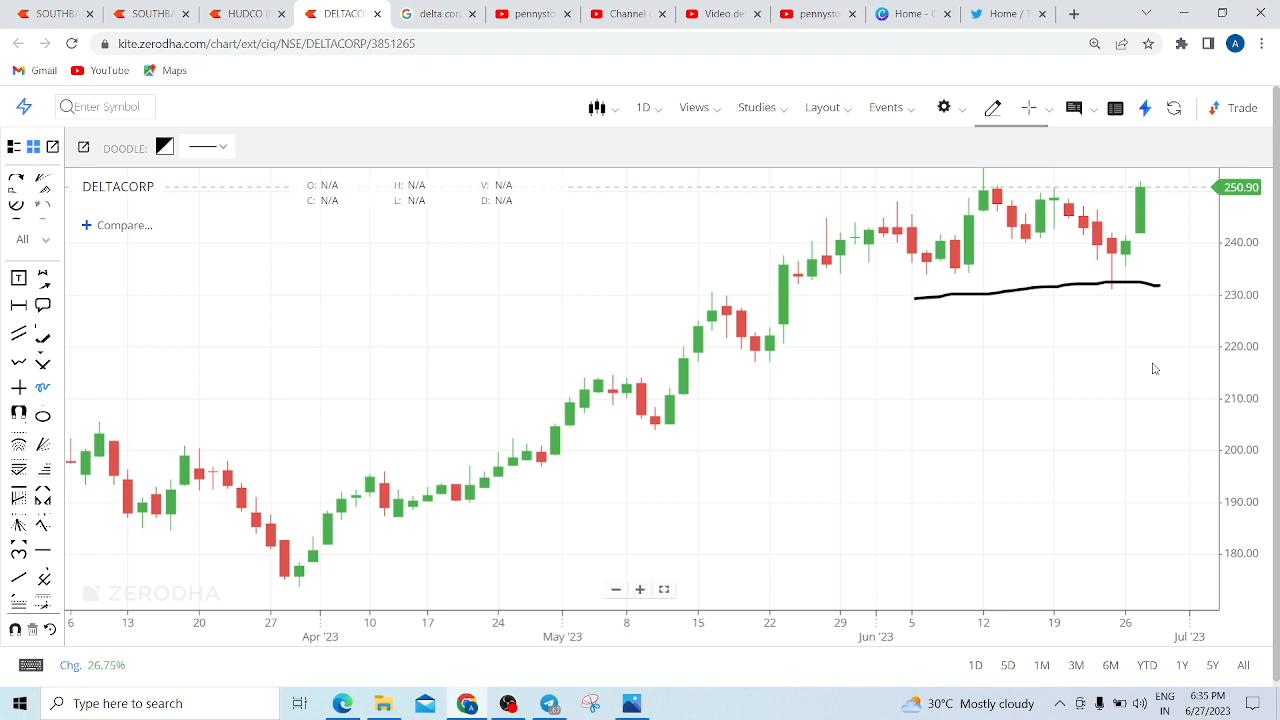 SOUTHBA
HUDCO (
DELTACO
delta corp
pennysto
Channel
Video de
pennysto
Home -
Home /
kite.zerodha.com/chart/ext/ciq/NSE/DELTACORP/3851265
A
Gmail YouTube Maps
Enter Symbol
1D Views Studies Layout Events Trade
DOODLE:
DELTACORP O: N/A H: N/A V: N/A
C: N/A L: N/A D: N/A
Compare...
All
250.90
240.00
230.00
220.00
210.00
200.00
190.00
180.00
ZERODHA
6 13 20 27 10 17 24 8 15 22 29 5 12 19 26
Apr '23 May '23 Jun '23 Jul '23
Chg. 26.75% 1D 5D 1M 3M 6M YTD 1Y 5Y All
Type here to search
30°C Mostly cloudy
ENG
IN
6:35 PM
6/27/2023